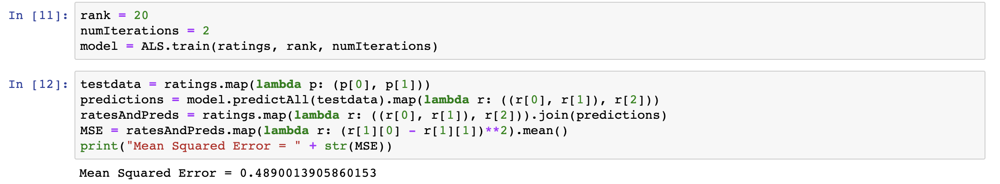 In [11]: rank = 20
numIterations = 2
model = ALS.train(ratings, rank, numIterations)
In [12]: testdata = ratings.map(lambda p: (p[0], p[1]))
predictions = model.predictAll(testdata).map(lambda r: ((r[0], r[1]), r[2]))
ratesAndPreds = ratings.map(lambda r: ((r[0], r[1]), r[2])).join(predictions)
MSE = ratesAndPreds.map(lambda r: (r[1][0] - r[1][1])**2).mean()
print("Mean Squared Error = " + str(MSE))
Mean Squared Error = 0.4890013905860153